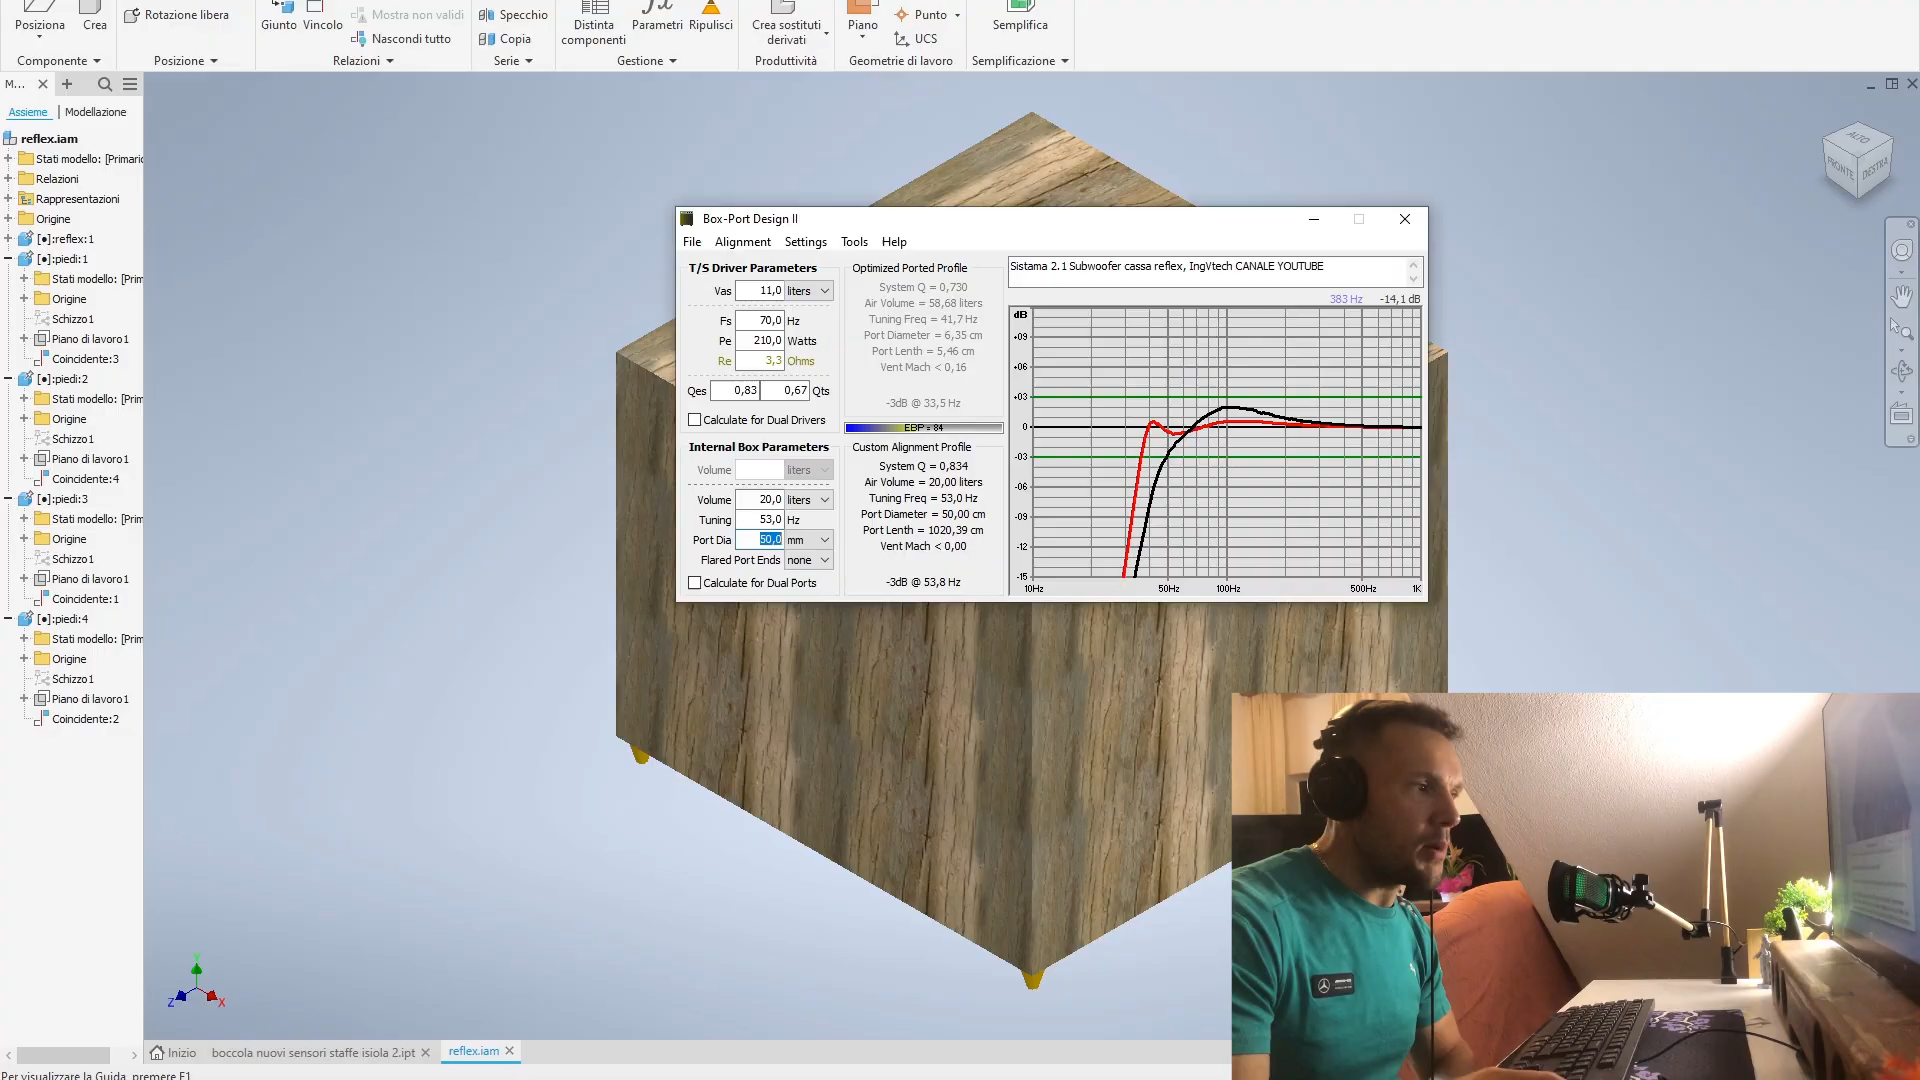 Posizione
Crea
Rotazione libera
Giunto
Vincolo
Mostra non validi
Nascondi tutto
Specchio
Copia
Distinta
componenti
Parametri
Ripulisci
Crea sostituti
derivati
Piano
Punto
UCS
Semplifica
Componente
Posizione
Relazioni
Serie
Gestione
Produttività
Geometrie di lavoro
Semplificazione
M...
Assieme
Modellazione
reflex.iam
Stati modello: [Primario
Relazioni
Rappresentazioni
Origine
[●]:reflex:1
[●]:piedi:1
Stati modello: [Prim
Origine
Schizzo1
Piano di lavoro1
Coincidente:3
[●]:piedi:2
Stati modello: [Prim
Origine
Schizzo1
Piano di lavoro1
Coincidente:4
[●]:piedi:3
Stati modello: [Prim
Origine
Schizzo1
Piano di lavoro1
Coincidente:1
[●]:piedi:4
Stati modello: [Prim
Origine
Schizzo1
Piano di lavoro1
Coincidente:2
ALTO
FRONTE
DESTRA
Box-Port Design II
File Alignment Settings Tools Help
T/S Driver Parameters
Vas 11,0 liters
Fs 70,0 Hz
Pe 210,0 Watts
Re 3,3 Ohms
Qes 0,83 0,67 Qts
Calculate for Dual Drivers
Internal Box Parameters
Volume liters
Volume 20,0 liters
Tuning 53,0 Hz
Port Dia 50,0 mm
Flared Port Ends none
Calculate for Dual Ports
Optimized Ported Profile
System Q = 0,730
Air Volume = 58,68 liters
Tuning Freq = 41,7 Hz
Port Diameter = 6,35 cm
Port Lenth = 5,46 cm
Vent Mach < 0,16
-3dB @ 33,5 Hz
EBP = 84
Custom Alignment Profile
System Q = 0,834
Air Volume = 20,00 liters
Tuning Freq = 53,0 Hz
Port Diameter = 50,00 cm
Port Lenth = 1020,39 cm
Vent Mach < 0,00
-3dB @ 53,8 Hz
Sistama 2.1 Subwoofer cassa reflex, IngVtech CANALE YOUTUBE
383 Hz -14,1 dB
dB
+09
+06
+03
0
-03
-06
-09
-12
-15
10Hz 50Hz 100Hz 500Hz 1K
Y
Z
X
Inizio
boccola nuovi sensori staffe isiola 2.ipt
reflex.iam
Per visualizzare la Guida, premere F1